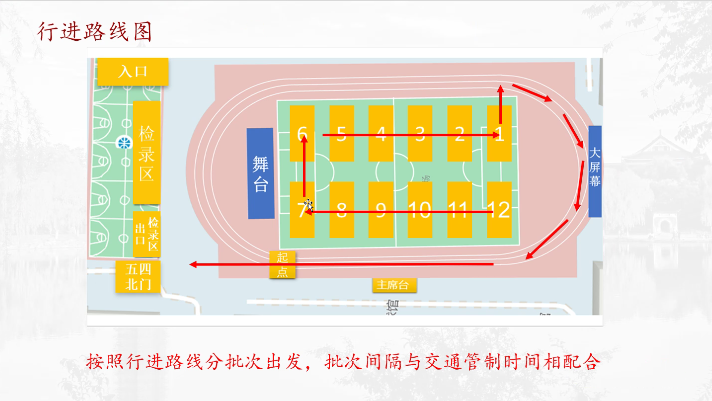 行进路线图
入口
检录区
检录区
出口
五四
北门
舞台
6 5 4 3 2 1
7 8 9 10 11 12
大屏幕
起点
主席台
按照行进路线分批次出发，批次间隔与交通管制时间相配合